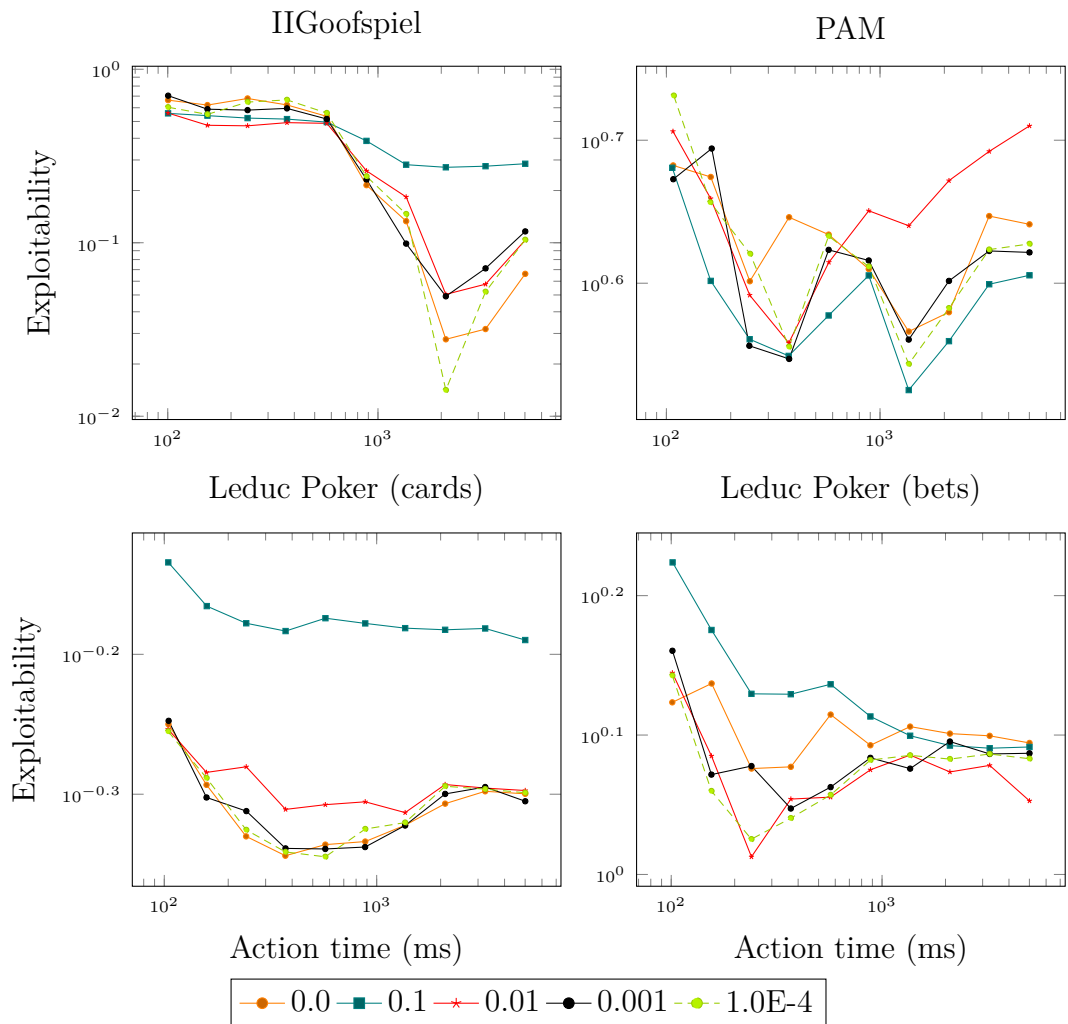 IIGoofspiel
PAM
Exploitability
10^0
10^−1
10^−2
10^2
10^3
10^0.7
10^0.6
10^2
10^3
Leduc Poker (cards)
Leduc Poker (bets)
Exploitability
10^−0.2
10^−0.3
10^2
10^3
10^0.2
10^0.1
10^0
10^2
10^3
Action time (ms)
Action time (ms)
0.0 0.1 0.01 0.001 1.0E-4